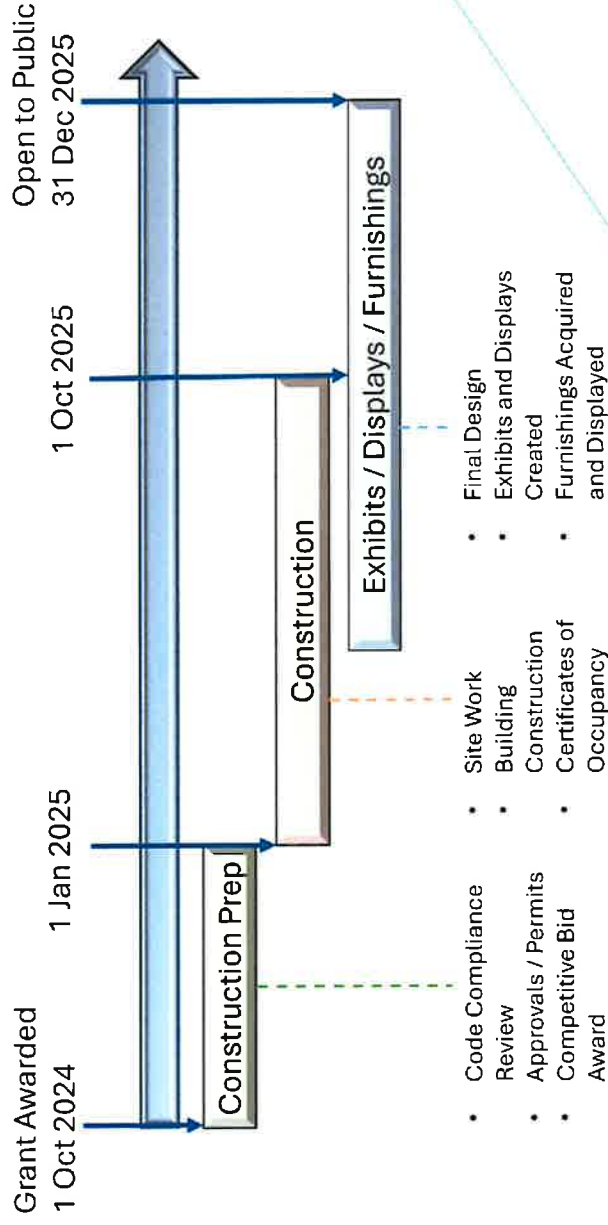 Grant Awarded
1 Oct 2024
1 Jan 2025
1 Oct 2025
Open to Public
31 Dec 2025
Construction Prep
Construction
Exhibits / Displays / Furnishings
• Code Compliance
Review
• Approvals / Permits
• Competitive Bid
Award
• Site Work
• Building
Construction
• Certificates of
Occupancy
• Final Design
• Exhibits and Displays
Created
• Furnishings Acquired
and Displayed